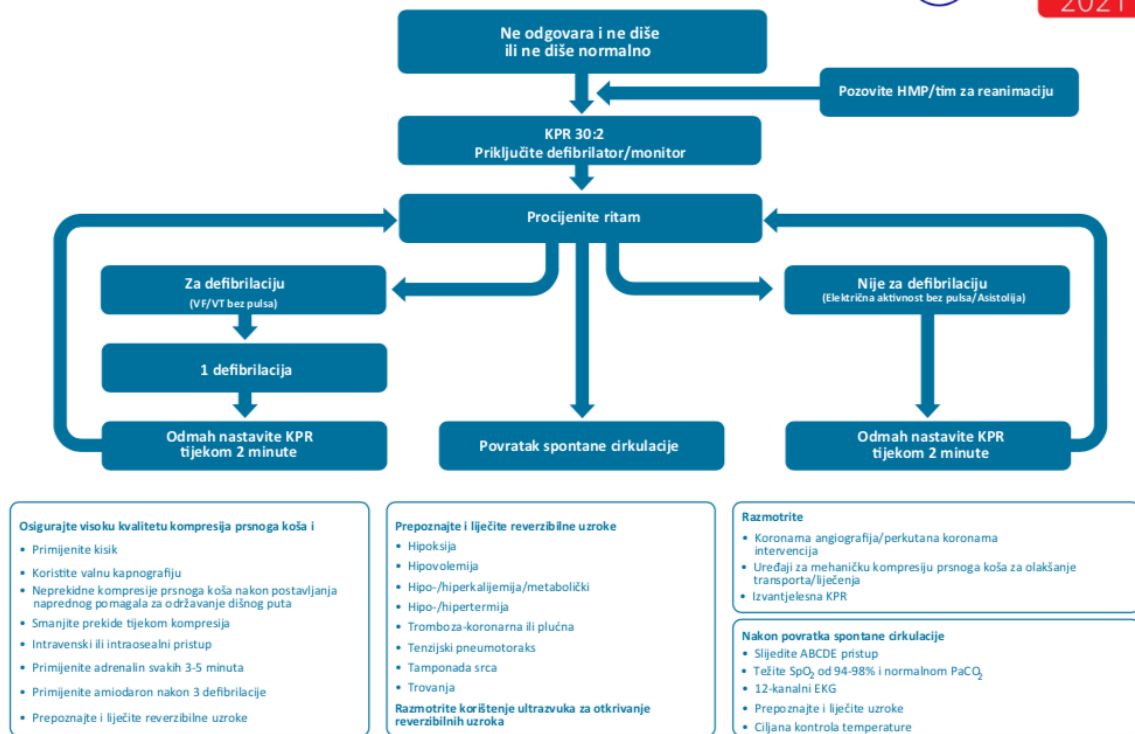 2021
Ne odgovara i ne diše
ili ne diše normalno
Pozovite HMP/tim za reanimaciju
KPR 30:2
Priključite defibrilator/monitor
Procijenite ritam
Za defibrilaciju
(VF/VT bez pulsa)
Nije za defibrilaciju
(Električna aktivnost bez pulsa/Asistolija)
1 defibrilacija
Odmah nastavite KPR
tijekom 2 minute
Povratak spontane cirkulacije
Odmah nastavite KPR
tijekom 2 minute
Osigurajte visoku kvalitetu kompresija prsnoga koša i
• Primijenite kisik
• Koristite valnu kapnografiju
• Neprekidne kompresije prsnoga koša nakon postavljanja
naprednog pomagala za održavanje dišnog puta
• Smanjite prekide tijekom kompresija
• Intravenski ili intraosealni pristup
• Primijenite adrenalin svakih 3-5 minuta
• Primijenite amiodaron nakon 3 defibrilacije
• Prepoznajte i liječite reverzibilne uzroke
Prepoznajte i liječite reverzibilne uzroke
• Hipoksija
• Hipovolemija
• Hipo-/hiperkalijemija/metabolički
• Hipo-/hipertermija
• Tromboza-koronarna ili plućna
• Tenzijski pneumotoraks
• Tamponada srca
• Trovanja
Razmotrite korištenje ultrazvuka za otkrivanje
reverzibilnih uzroka
Razmotrite
• Koronarna angiografija/perkutana koronarna
intervencija
• Uređaji za mehaničku kompresiju prsnoga koša za olakšanje
transporta/liječenja
• Izvantjelesna KPR
Nakon povratka spontane cirkulacije
• Slijedite ABCDE pristup
• Težite SpO₂ od 94-98% i normalnom PaCO₂
• 12-kanalni EKG
• Prepoznajte i liječite uzroke
• Ciljana kontrola temperature